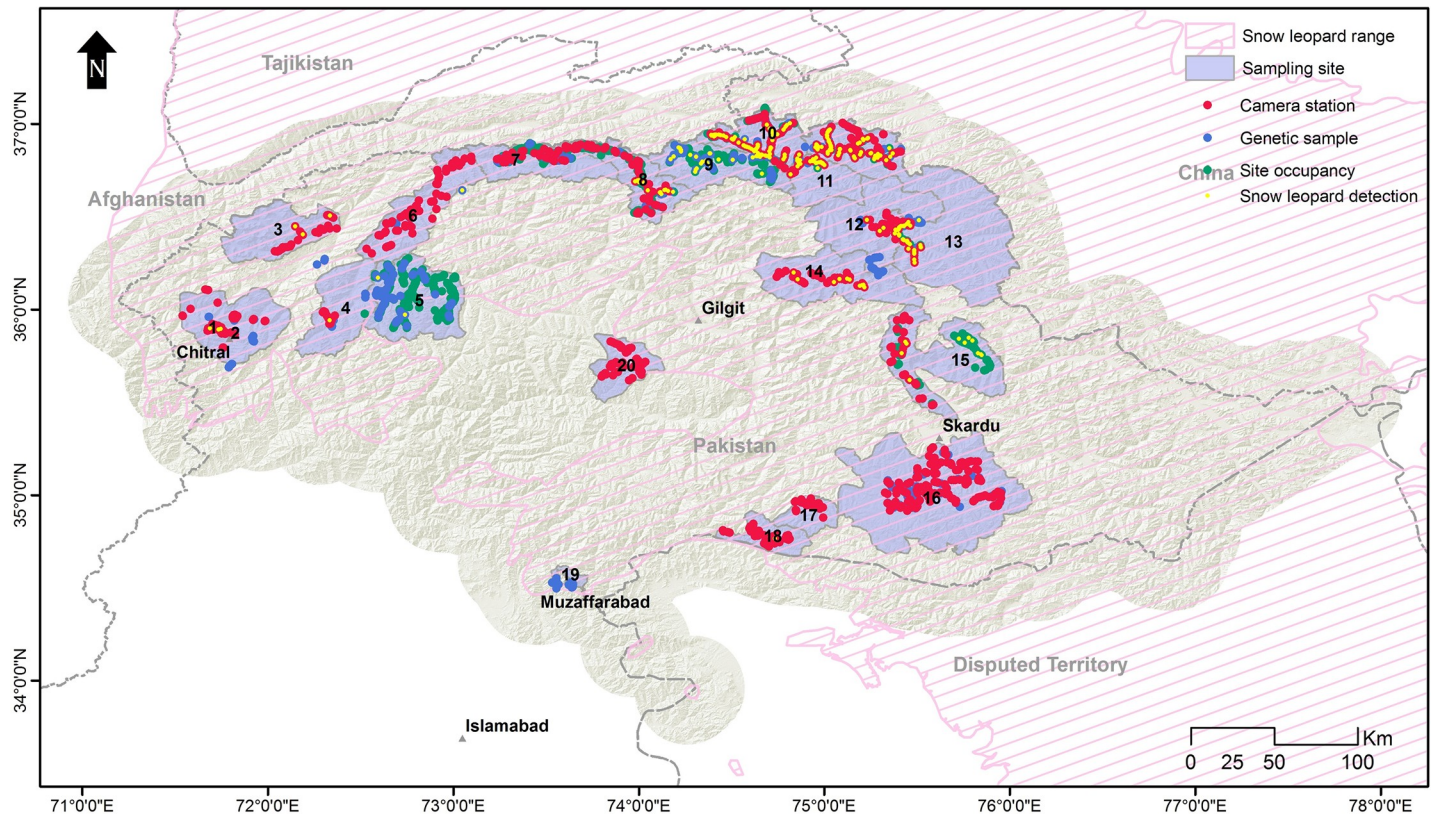 N
Tajikistan
Afghanistan
China
Pakistan
Disputed Territory
Snow leopard range
Sampling site
Camera station
Genetic sample
Site occupancy
Snow leopard detection
Chitral
Gilgit
Skardu
Muzaffarabad
Islamabad
1
2
3
4
5
6
7
8
9
10
11
12
13
14
15
16
17
18
19
20
37°0'0"N
36°0'0"N
35°0'0"N
34°0'0"N
Km
0 25 50 100
71°0'0"E 72°0'0"E 73°0'0"E 74°0'0"E 75°0'0"E 76°0'0"E 77°0'0"E 78°0'0"E